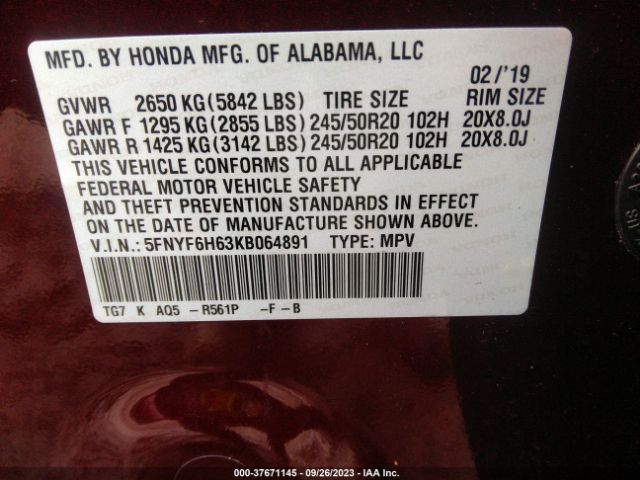 MFD. BY HONDA MFG. OF ALABAMA, LLC
02/'19
GVWR 2650 KG(5842 LBS) TIRE SIZE RIM SIZE
GAWR F 1295 KG(2855 LBS) 245/50R20 102H 20X8.0J
GAWR R 1425 KG(3142 LBS) 245/50R20 102H 20X8.0J
THIS VEHICLE CONFORMS TO ALL APPLICABLE
FEDERAL MOTOR VEHICLE SAFETY
AND THEFT PREVENTION STANDARDS IN EFFECT
ON THE DATE OF MANUFACTURE SHOWN ABOVE.
V.I.N.: 5FNYF6H63KB064891 TYPE: MPV
TG7 K AQ5 - R561P -F - B
000-37671145 - 09/26/2023 - IAA Inc.